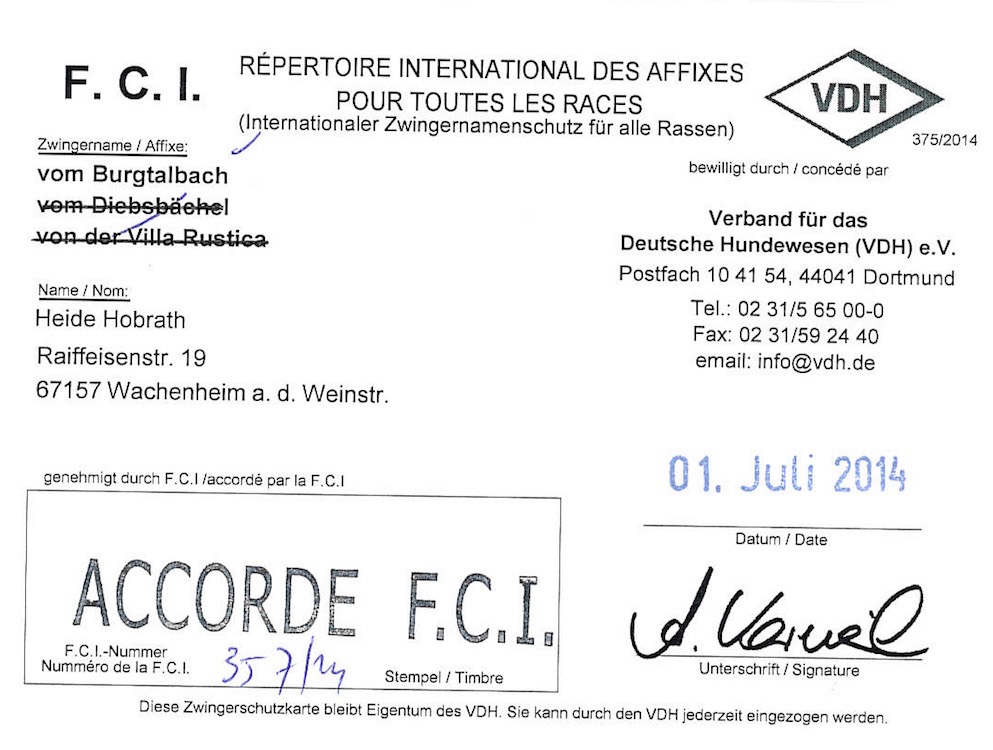 F. C. I.
RÉPERTOIRE INTERNATIONAL DES AFFIXES
POUR TOUTES LES RACES
(Internationaler Zwingernamenschutz für alle Rassen)
VDH
375/2014
Zwingername / Affixe:
vom Burgtalbach
vom Diebsbächel
von der Villa Rustica
bewilligt durch / concédé par
Verband für das
Deutsche Hundewesen (VDH) e.V.
Postfach 10 41 54, 44041 Dortmund
Tel.: 02 31/5 65 00-0
Fax: 02 31/59 24 40
email: info@vdh.de
Name / Nom:
Heide Hobrath
Raiffeisenstr. 19
67157 Wachenheim a. d. Weinstr.
genehmigt durch F.C.I /accordé par la F.C.I
ACCORDE F.C.I.
F.C.I.-Nummer
Numméro de la F.C.I.
357/14
Stempel / Timbre
01. Juli 2014
Datum / Date
Unterschrift / Signature
Diese Zwingerschutzkarte bleibt Eigentum des VDH. Sie kann durch den VDH jederzeit eingezogen werden.